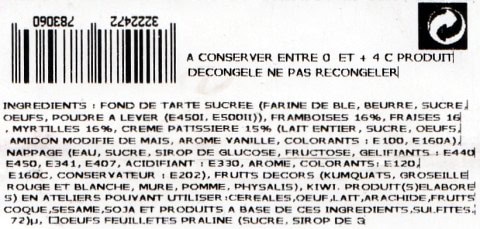 783060 3222472
A CONSERVER ENTRE 0 ET + 4 C PRODUIT
DECONGELE NE PAS RECONGELER
INGREDIENTS : FOND DE TARTE SUCREE (FARINE DE BLE, BEURRE, SUCRE,
OEUFS, POUDRE A LEVER (E450I, E500II)), FRAMBOISES 16%, FRAISES 16
, MYRTILLES 16%, CREME PATISSIERE 15% (LAIT ENTIER, SUCRE, OEUFS,
AMIDON MODIFIE DE MAIS, AROME VANILLE, COLORANTS : E100, E160A),
NAPPAGE (EAU, SUCRE, SIROP DE GLUCOSE, FRUCTOSE, GELIFIANTS : E440
E450, E341, E407, ACIDIFIANT : E330, AROME, COLORANTS: E120,
E160C, CONSERVATEUR : E202), FRUITS DECORS (KUMQUATS, GROSEILLE
ROUGE ET BLANCHE, MURE, POMME, PHYSALIS), KIWI. PRODUIT(S)ELABORE
S) EN ATELIERS POUVANT UTILISER:CEREALES,OEUF,LAIT,ARACHIDE,FRUITS
COQUE,SESAME,SOJA ET PRODUITS A BASE DE CES INGREDIENTS,SULFITES.
72)µ, □OEUFS FEUILLETEES PRALINE (SUCRE, SIROP DE G